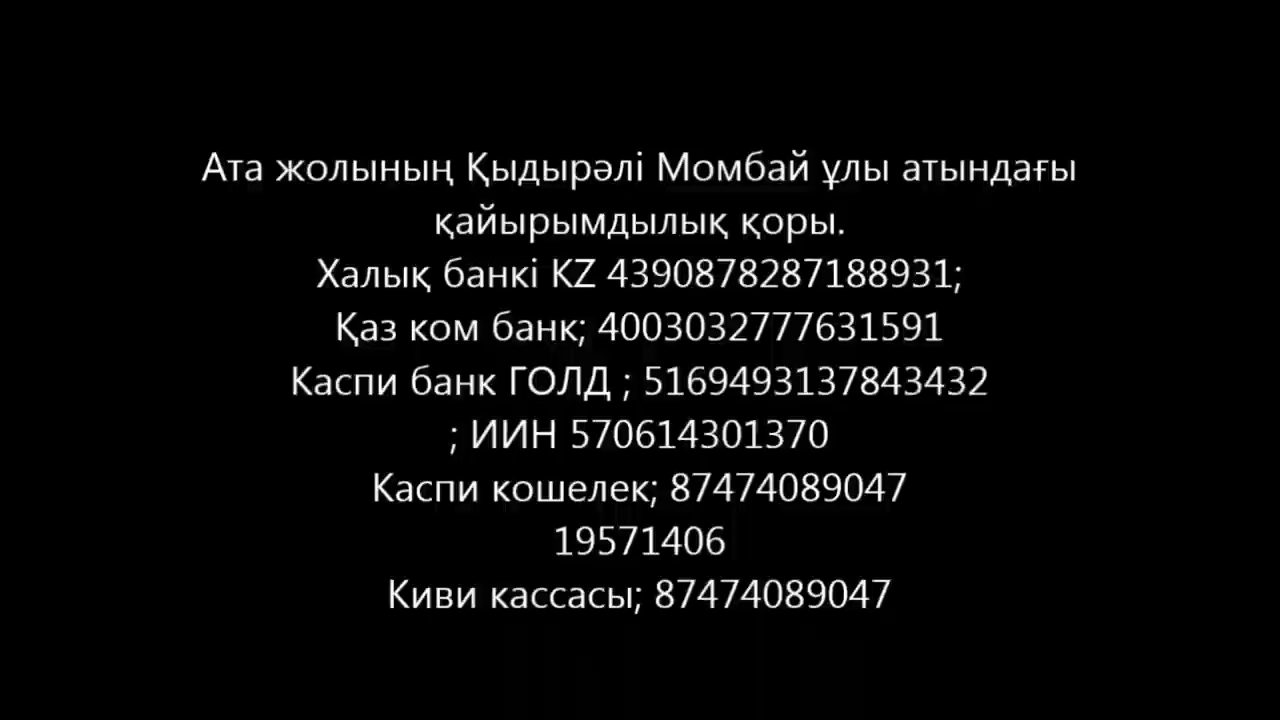 Ата жолының Қыдырәлі Момбай ұлы атындағы
қайырымдылық қоры.
Халық банкі KZ 4390878287188931;
Қаз ком банк; 4003032777631591
Каспи банк ГОЛД ; 5169493137843432
; ИИН 570614301370
Каспи кошелек; 87474089047
19571406
Киви кассасы; 87474089047